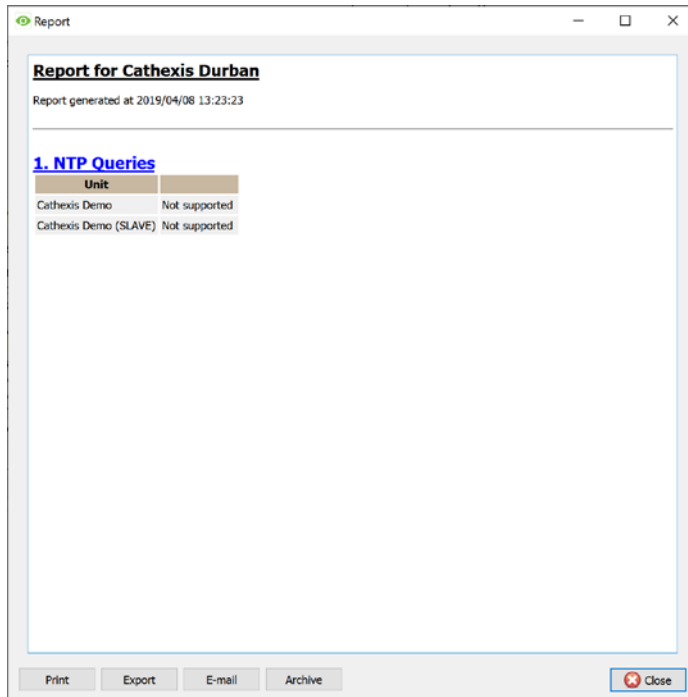 Report
Report for Cathexis Durban
Report generated at 2019/04/08 13:23:23
1. NTP Queries
Unit
Cathexis Demo Not supported
Cathexis Demo (SLAVE) Not supported
Print Export E-mail Archive Close